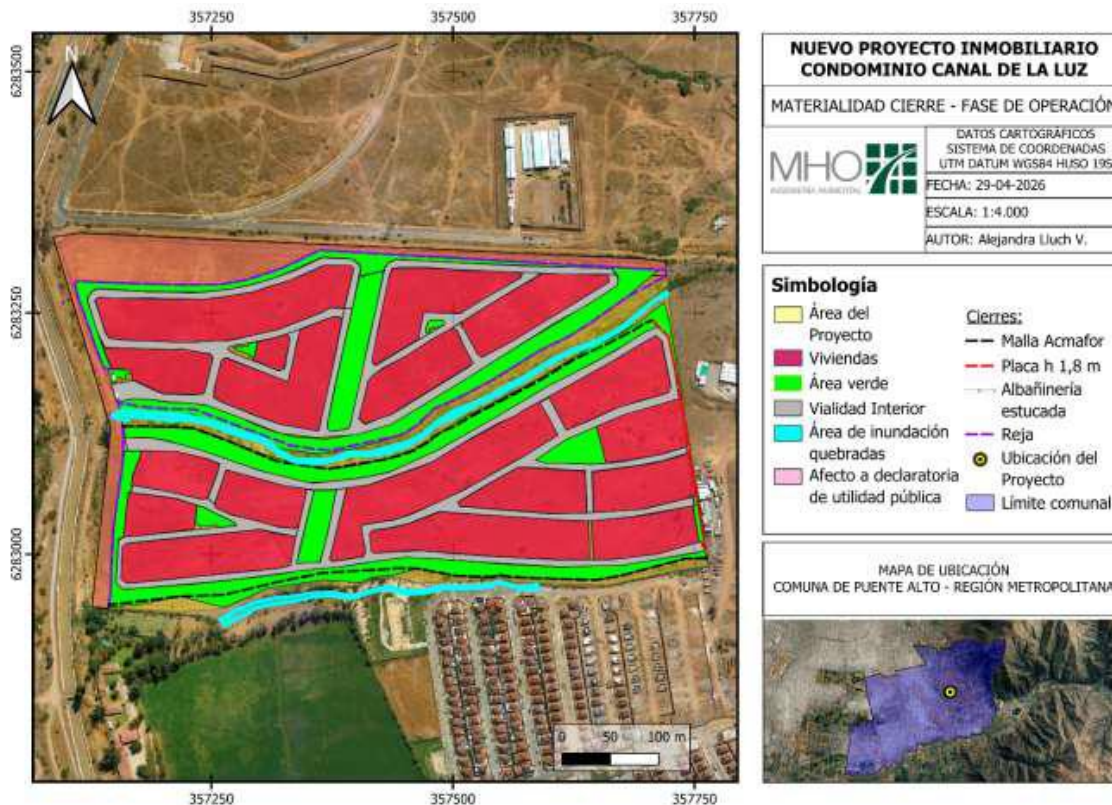 357250
357500
357750
6283500
6283250
6283000
N
0
50
100 m
357250
357500
357750
NUEVO PROYECTO INMOBILIARIO
CONDOMINIO CANAL DE LA LUZ
MATERIALIDAD CIERRE - FASE DE OPERACIÓN
MHO
DATOS CARTOGRÁFICOS
SISTEMA DE COORDENADAS
UTM DATUM WGS84 HUSO 19S
FECHA: 29-04-2026
ESCALA: 1:4.000
AUTOR: Alejandra Lluch V.
Simbología
Área del
Proyecto
Viviendas
Área verde
Vialidad Interior
Área de inundación
quebradas
Afecto a declaratoria
de utilidad pública
Cierres:
Malla Acmafor
Placa h 1,8 m
Albañinería
estucada
Reja
Ubicación del
Proyecto
Límite comunal
MAPA DE UBICACIÓN
COMUNA DE PUENTE ALTO - REGIÓN METROPOLITANA